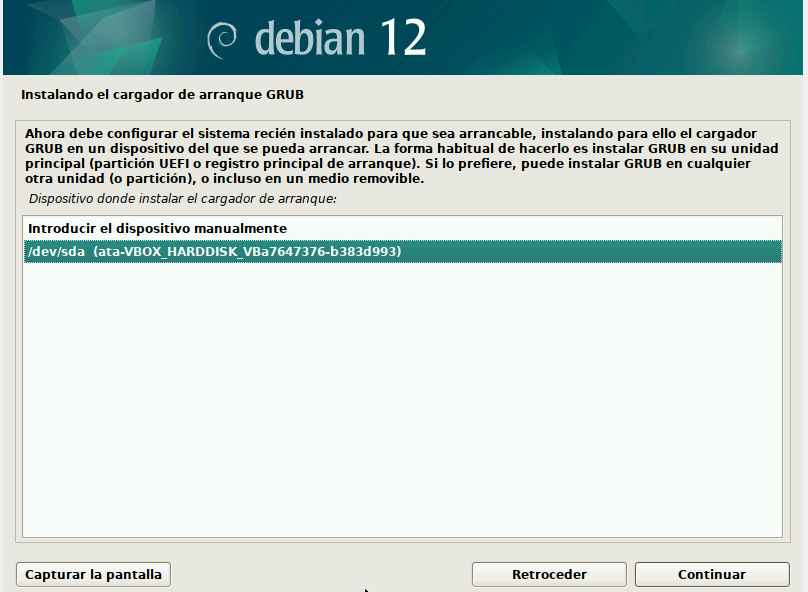 debian 12
Instalando el cargador de arranque GRUB
Ahora debe configurar el sistema recién instalado para que sea arrancable, instalando para ello el cargador
GRUB en un dispositivo del que se pueda arrancar. La forma habitual de hacerlo es instalar GRUB en su unidad
principal (partición UEFI o registro principal de arranque). Si lo prefiere, puede instalar GRUB en cualquier
otra unidad (o partición), o incluso en un medio removible.
Dispositivo donde instalar el cargador de arranque:
Introducir el dispositivo manualmente
/dev/sda (ata-VBOX_HARDDISK_VBa7647376-b383d993)
Capturar la pantalla
Retroceder
Continuar